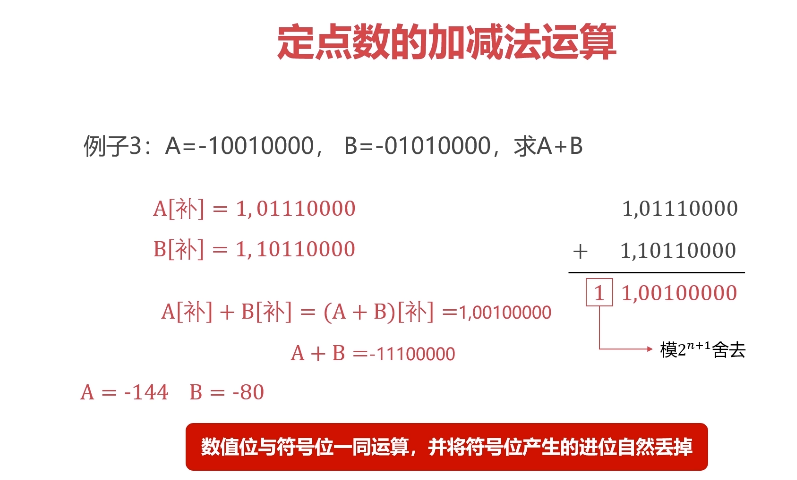 定点数的加减法运算
例子3：A=-10010000， B=-01010000，求A+B
A[补] = 1, 01110000
B[补] = 1, 10110000
A[补] + B[补] = (A + B)[补] =1,00100000
A + B =-11100000
A = -144 B = -80
1,01110000
+ 1,10110000
1 1,00100000
模2ⁿ⁺¹舍去
数值位与符号位一同运算，并将符号位产生的进位自然丢掉